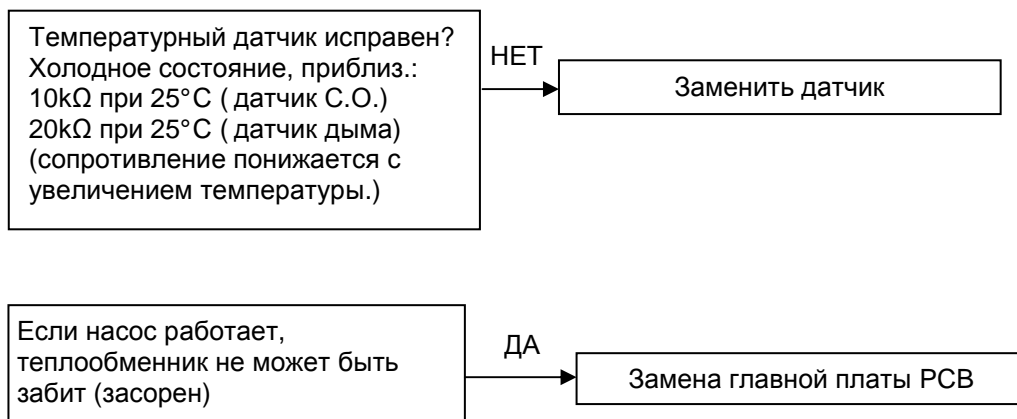 Температурный датчик исправен?
Холодное состояние, приблиз.:
10kΩ при 25°С ( датчик С.О.)
20kΩ при 25°С ( датчик дыма)
(сопротивление понижается с
увеличением температуры.)
НЕТ
Заменить датчик
Если насос работает,
теплообменник не может быть
забит (засорен)
ДА
Замена главной платы РСВ